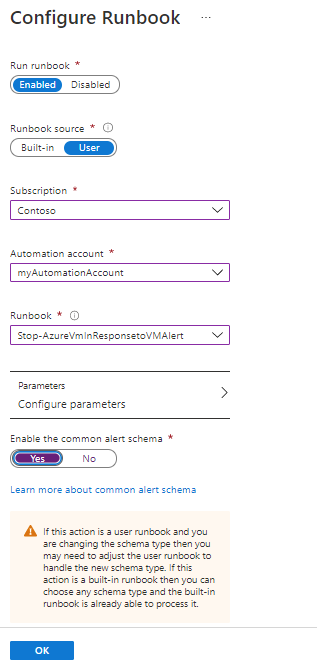 Configure Runbook ...
Run runbook *
Enabled Disabled
Runbook source *
Built-in User
Subscription *
Contoso
Automation account *
myAutomationAccount
Runbook *
Stop-AzureVmInResponsetoVMAlert
Parameters
Configure parameters
Enable the common alert schema *
Yes No
Learn more about common alert schema
If this action is a user runbook and you
are changing the schema type then you
may need to adjust the user runbook to
handle the new schema type. If this
action is a built-in runbook then you can
choose any schema type and the built-in
runbook is already able to process it.
OK